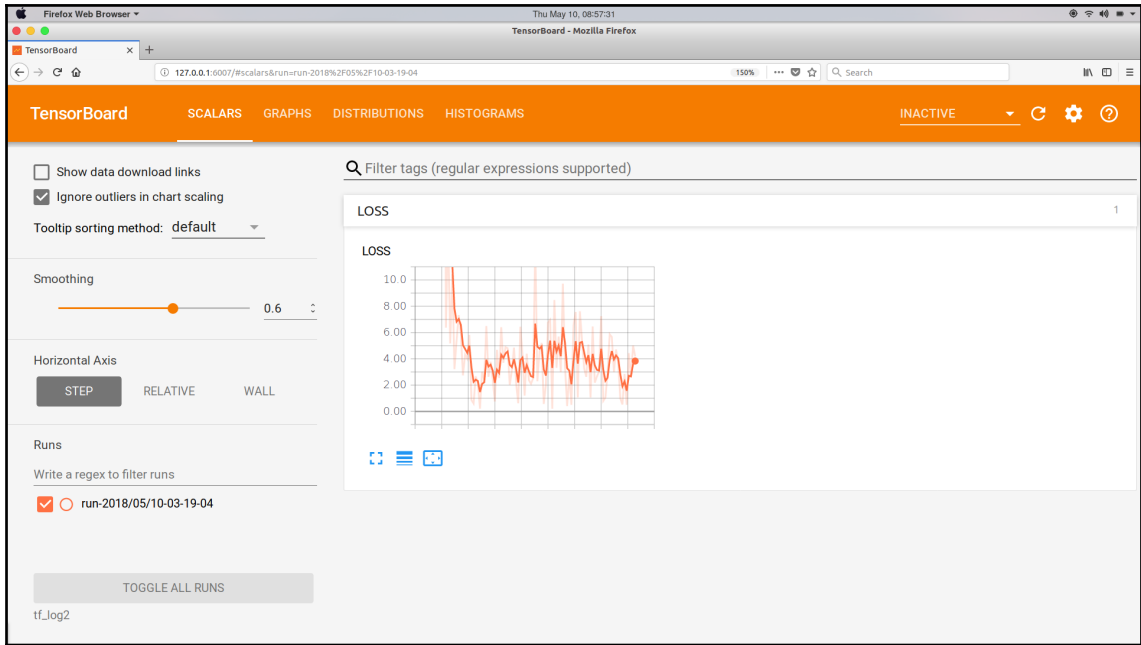 Firefox Web Browser
Thu May 10, 08:57:31
TensorBoard - Mozilla Firefox
TensorBoard
127.0.0.1:6007/#scalars&run=run-2018%2F05%2F10-03-19-04
150%
Search
TensorBoard
SCALARS
GRAPHS
DISTRIBUTIONS
HISTOGRAMS
INACTIVE
Show data download links
Ignore outliers in chart scaling
Tooltip sorting method: default
Smoothing
0.6
Horizontal Axis
STEP
RELATIVE
WALL
Runs
Write a regex to filter runs
run-2018/05/10-03-19-04
TOGGLE ALL RUNS
tf_log2
Filter tags (regular expressions supported)
LOSS
1
LOSS
10.0
8.00
6.00
4.00
2.00
0.00